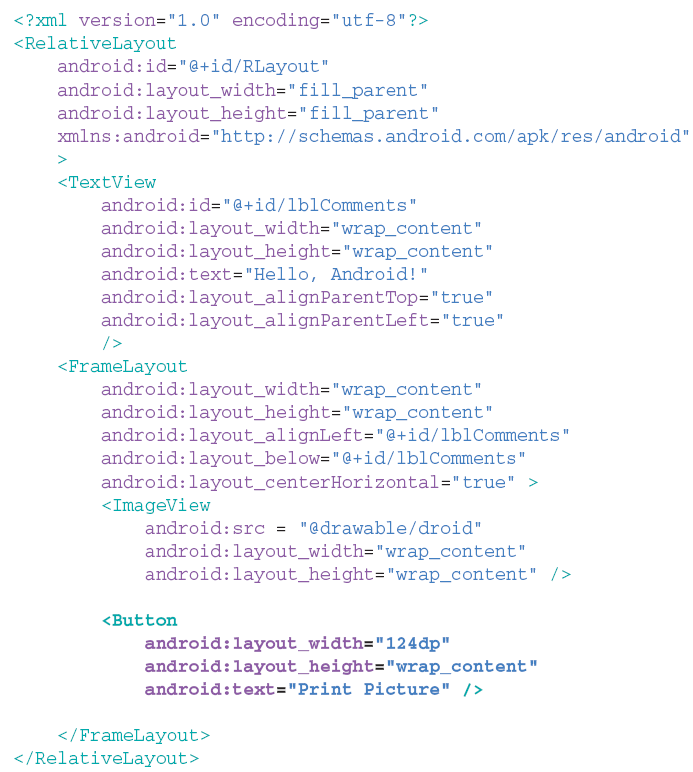 <?xml version="1.0" encoding="utf-8"?>
<RelativeLayout
    android:id="@+id/RLayout"
    android:layout_width="fill_parent"
    android:layout_height="fill_parent"
    xmlns:android="http://schemas.android.com/apk/res/android"
    >
    <TextView
        android:id="@+id/lblComments"
        android:layout_width="wrap_content"
        android:layout_height="wrap_content"
        android:text="Hello, Android!"
        android:layout_alignParentTop="true"
        android:layout_alignParentLeft="true"
        />
    <FrameLayout
        android:layout_width="wrap_content"
        android:layout_height="wrap_content"
        android:layout_alignLeft="@+id/lblComments"
        android:layout_below="@+id/lblComments"
        android:layout_centerHorizontal="true" >
        <ImageView
            android:src = "@drawable/droid"
            android:layout_width="wrap_content"
            android:layout_height="wrap_content" />

        <Button
            android:layout_width="124dp"
            android:layout_height="wrap_content"
            android:text="Print Picture" />

    </FrameLayout>
</RelativeLayout>